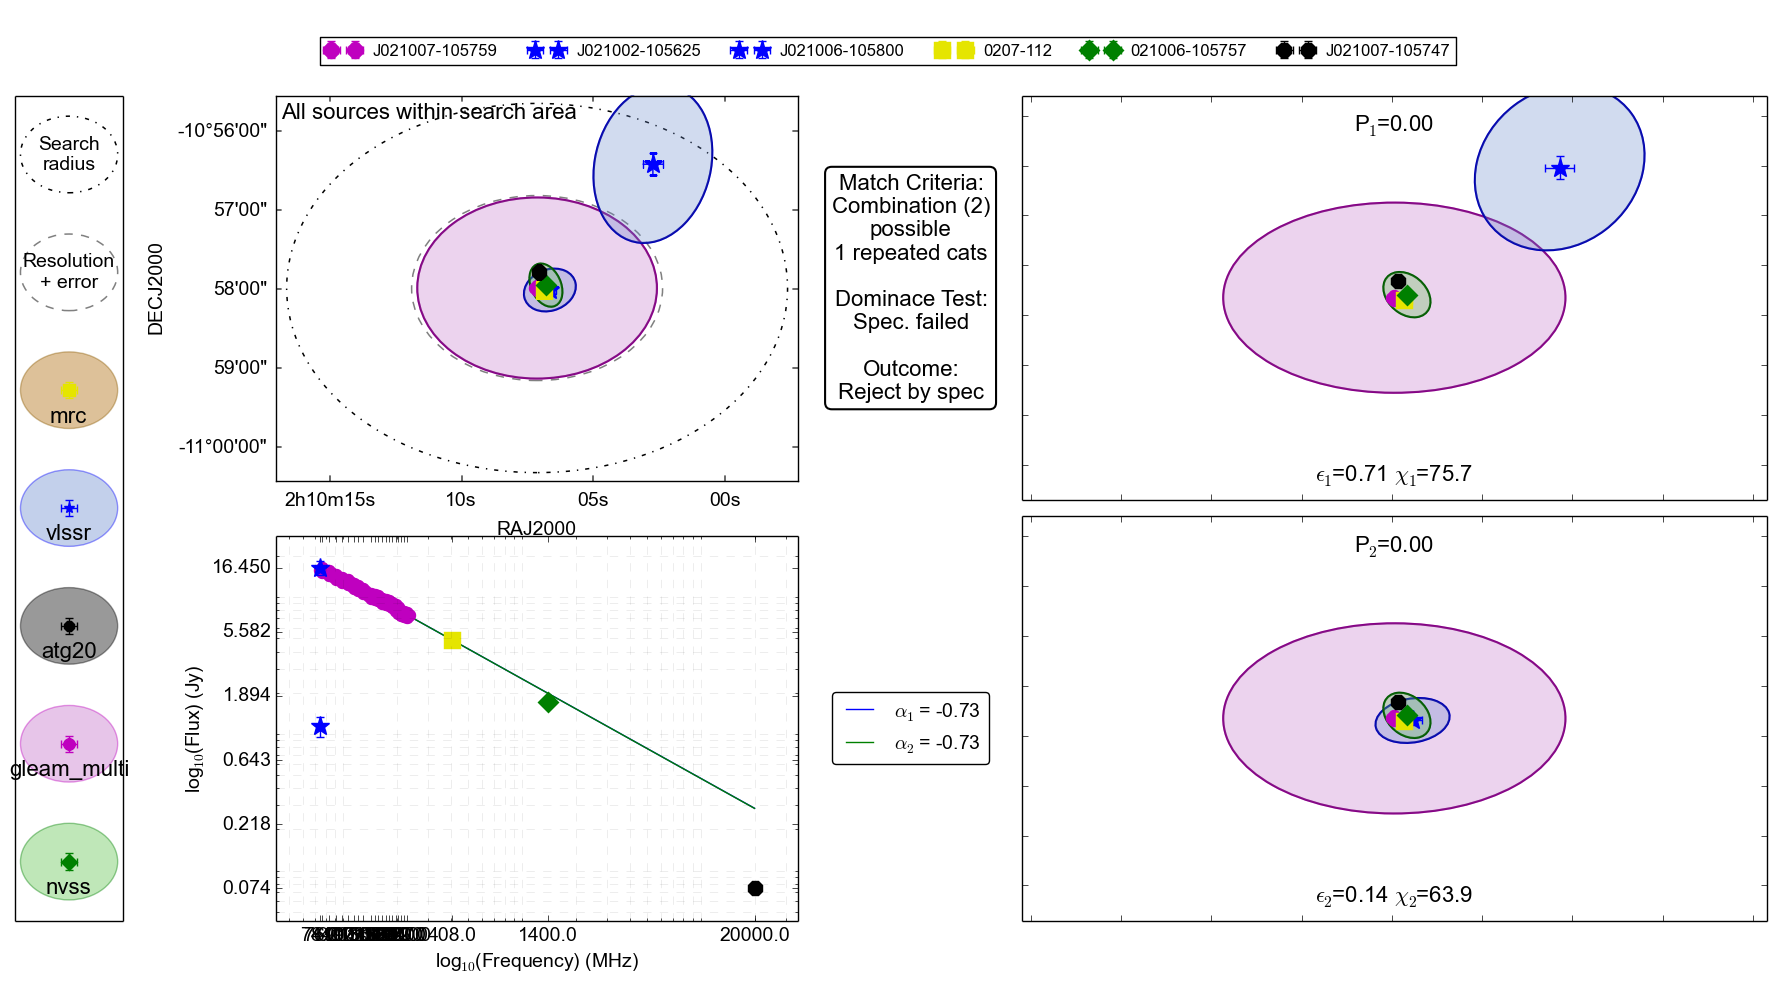 J021007-105759 J021002-105625 J021006-105800 0207-112 021006-105757 J021007-105747
Search
radius
Resolution
+ error
mrc
vlssr
atg20
gleam_multi
nvss
All sources within search area
DECJ2000
-10°56'00"
57'00"
58'00"
59'00"
-11°00'00"
2h10m15s 10s 05s 00s
RAJ2000
Match Criteria:
Combination (2)
possible
1 repeated cats
Dominace Test:
Spec. failed
Outcome:
Reject by spec
P1=0.00
ϵ1=0.71 χ1=75.7
log10(Flux) (Jy)
16.450
5.582
1.894
0.643
0.218
0.074
408.0 1400.0 20000.0
log10(Frequency) (MHz)
α1 = -0.73
α2 = -0.73
P2=0.00
ϵ2=0.14 χ2=63.9